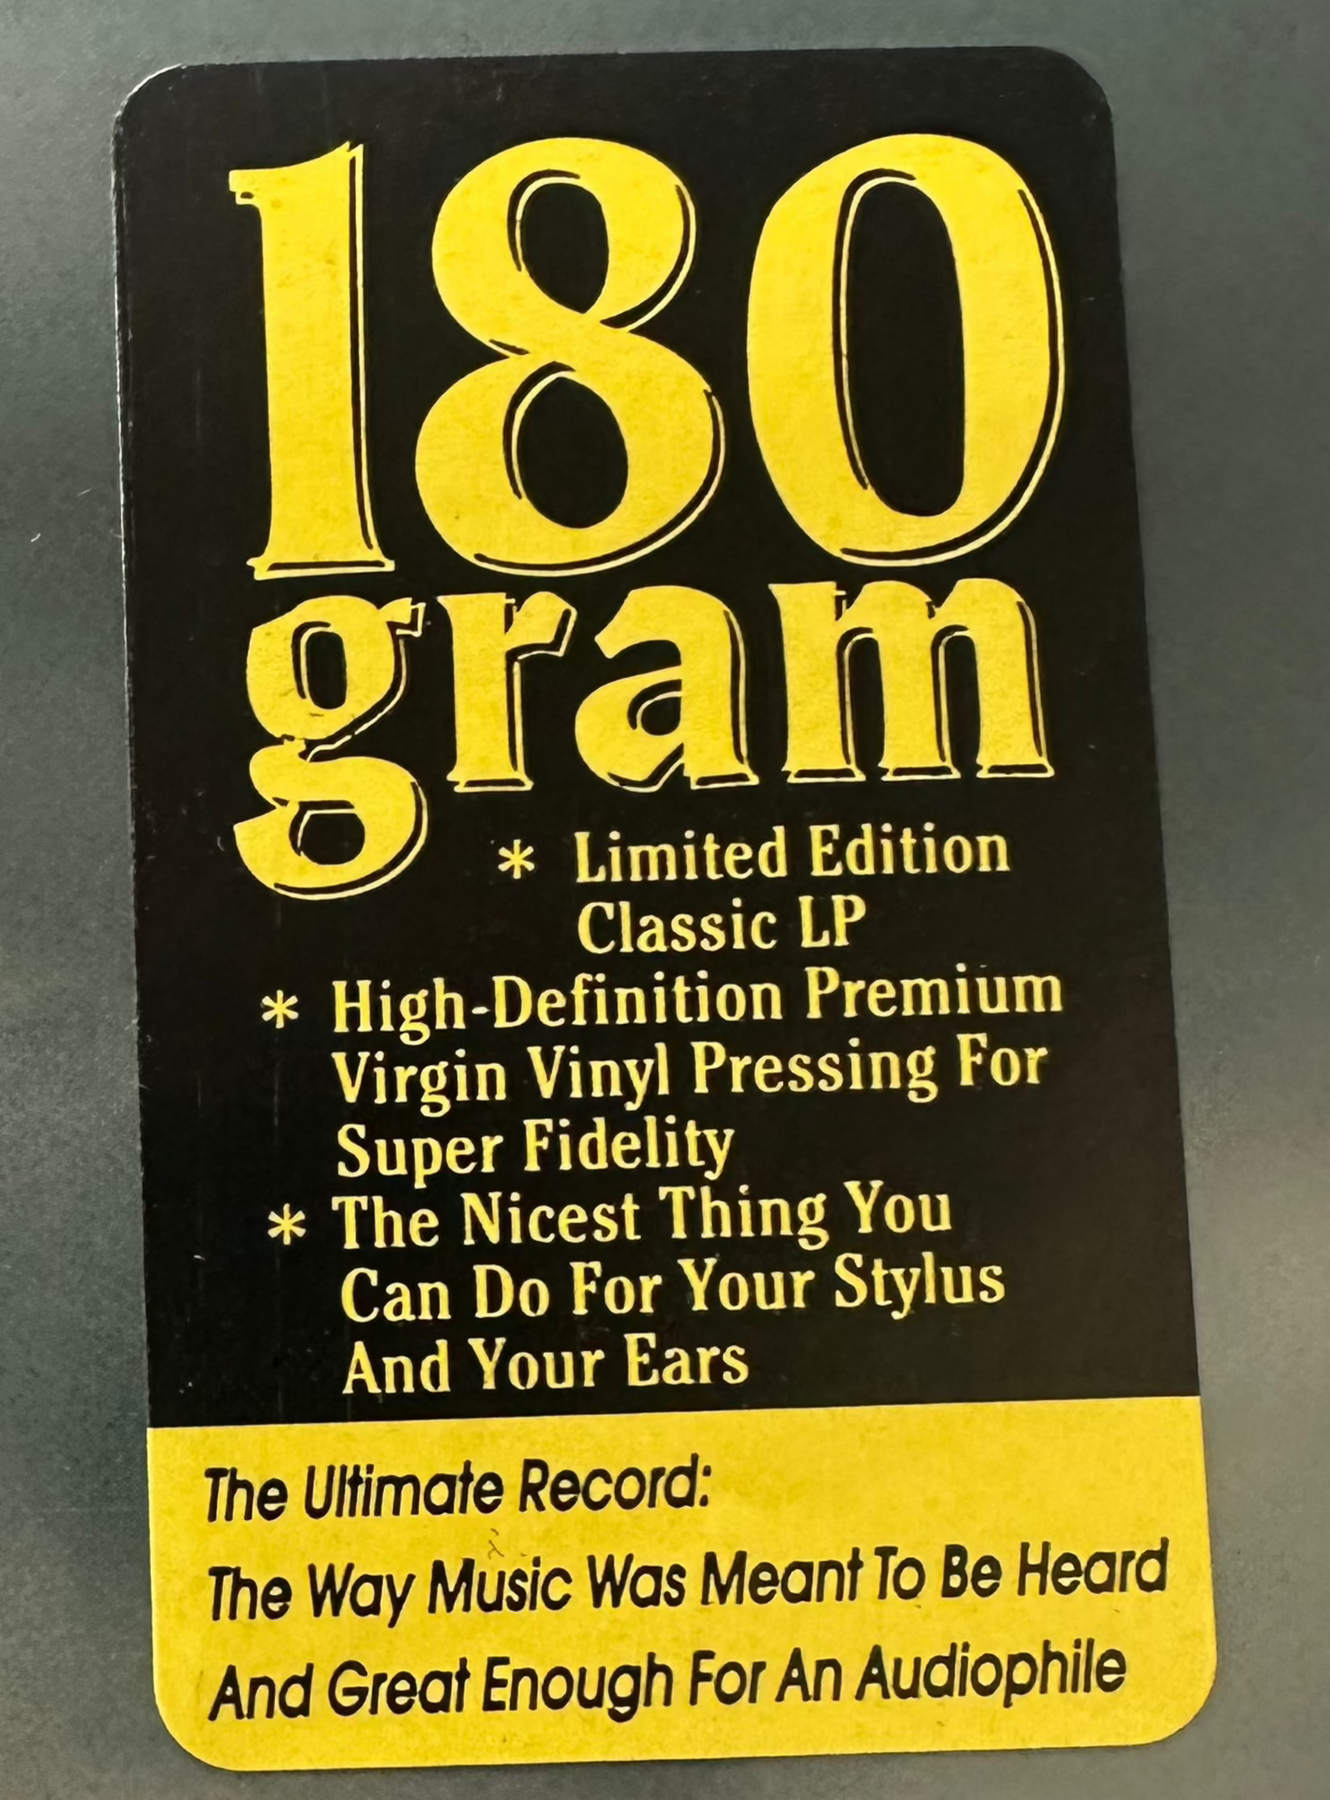 180
gram
* Limited Edition
Classic LP
* High-Definition Premium
Virgin Vinyl Pressing For
Super Fidelity
* The Nicest Thing You
Can Do For Your Stylus
And Your Ears
The Ultimate Record:
The Way Music Was Meant To Be Heard
And Great Enough For An Audiophile